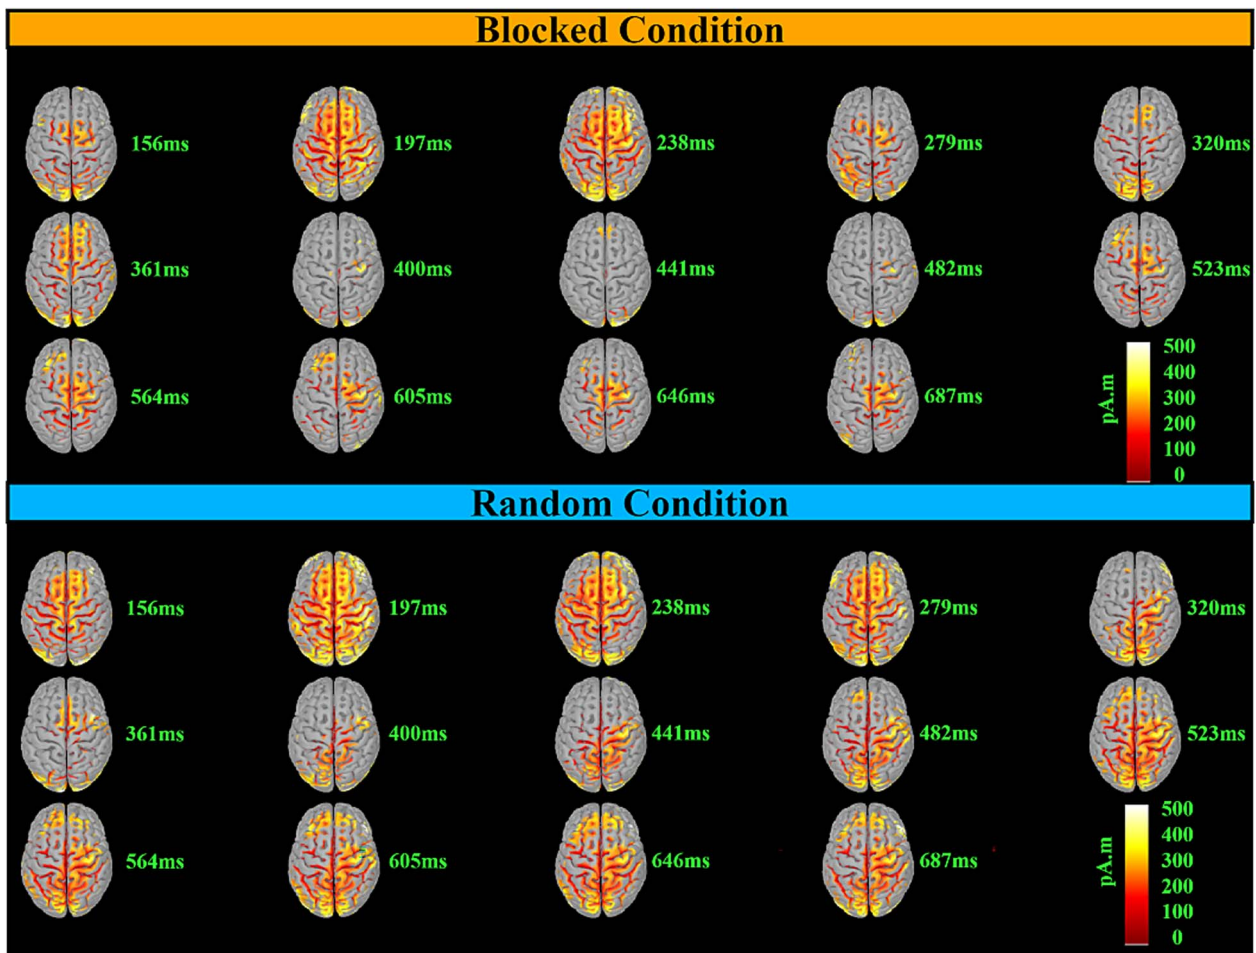 Blocked Condition
156ms 197ms 238ms 279ms 320ms
361ms 400ms 441ms 482ms 523ms
564ms 605ms 646ms 687ms
pA.m
500
400
300
200
100
0
Random Condition
156ms 197ms 238ms 279ms 320ms
361ms 400ms 441ms 482ms 523ms
564ms 605ms 646ms 687ms
pA.m
500
400
300
200
100
0